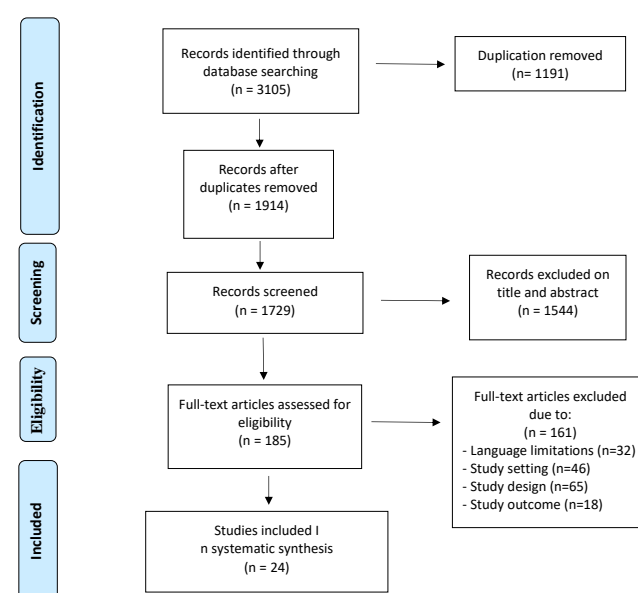 Identification
Records identified through
database searching
(n = 3105)
Duplication removed
(n= 1191)
Records after
duplicates removed
(n = 1914)
Screening
Records screened
(n = 1729)
Records excluded on
title and abstract
(n = 1544)
Eligibility
Full-text articles assessed for
eligibility
(n = 185)
Full-text articles excluded
due to:
(n = 161)
- Language limitations (n=32)
- Study setting (n=46)
- Study design (n=65)
- Study outcome (n=18)
Included
Studies included I
n systematic synthesis
(n = 24)